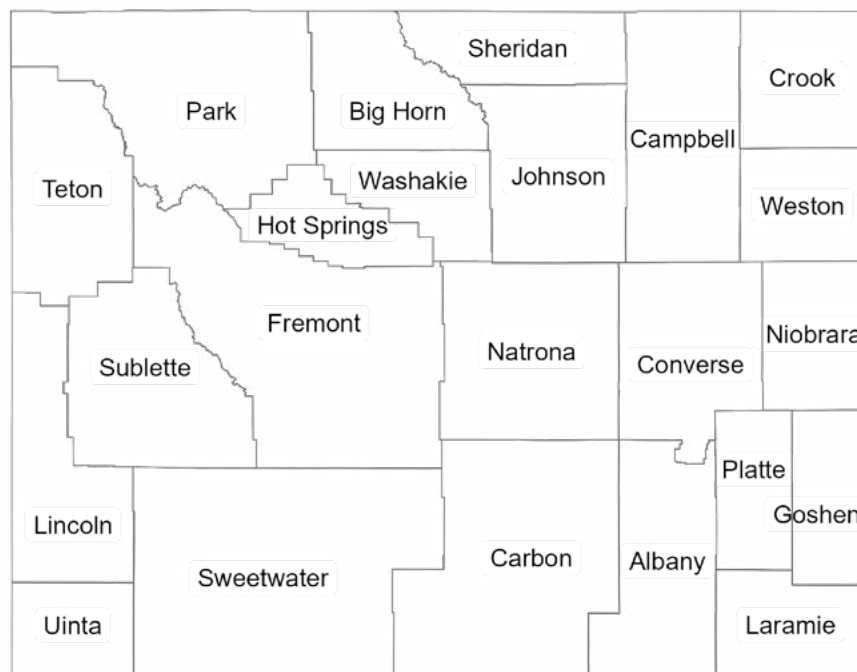 Sheridan
Crook
Park
Big Horn
Campbell
Teton
Washakie
Johnson
Weston
Hot Springs
Fremont
Niobrara
Natrona
Sublette
Converse
Platte
Goshen
Lincoln
Carbon
Albany
Sweetwater
Uinta
Laramie